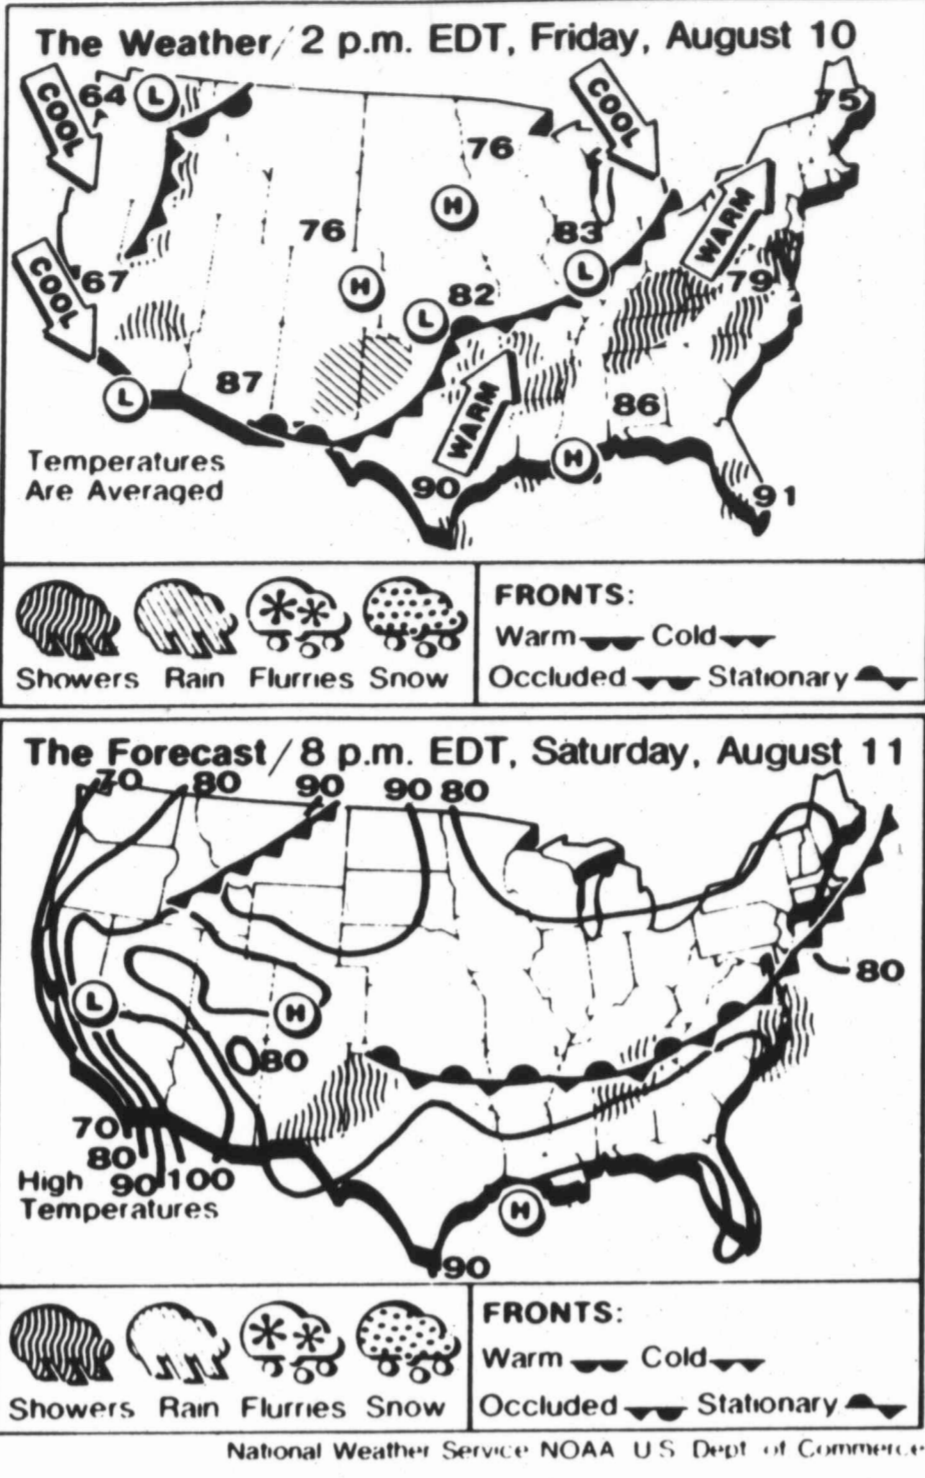 The Weather/ 2 p.m. EDT, Friday, August 10
COOL
64
L
COOL
75
76
H
WARM
76
83
COOL
67
H
L
79
82
L
L
87
WARM
86
H
Temperatures
Are Averaged
90
91
FRONTS:
Warm Cold
Showers Rain Flurries Snow
Occluded Stationary
The Forecast/ 8 p.m. EDT, Saturday, August 11
70 80 90 90 80
80
L
H
80
70
80
High 90 100
Temperatures
H
90
FRONTS:
Warm Cold
Showers Rain Flurries Snow
Occluded Stationary
National Weather Service NOAA U S Dept of Commerce